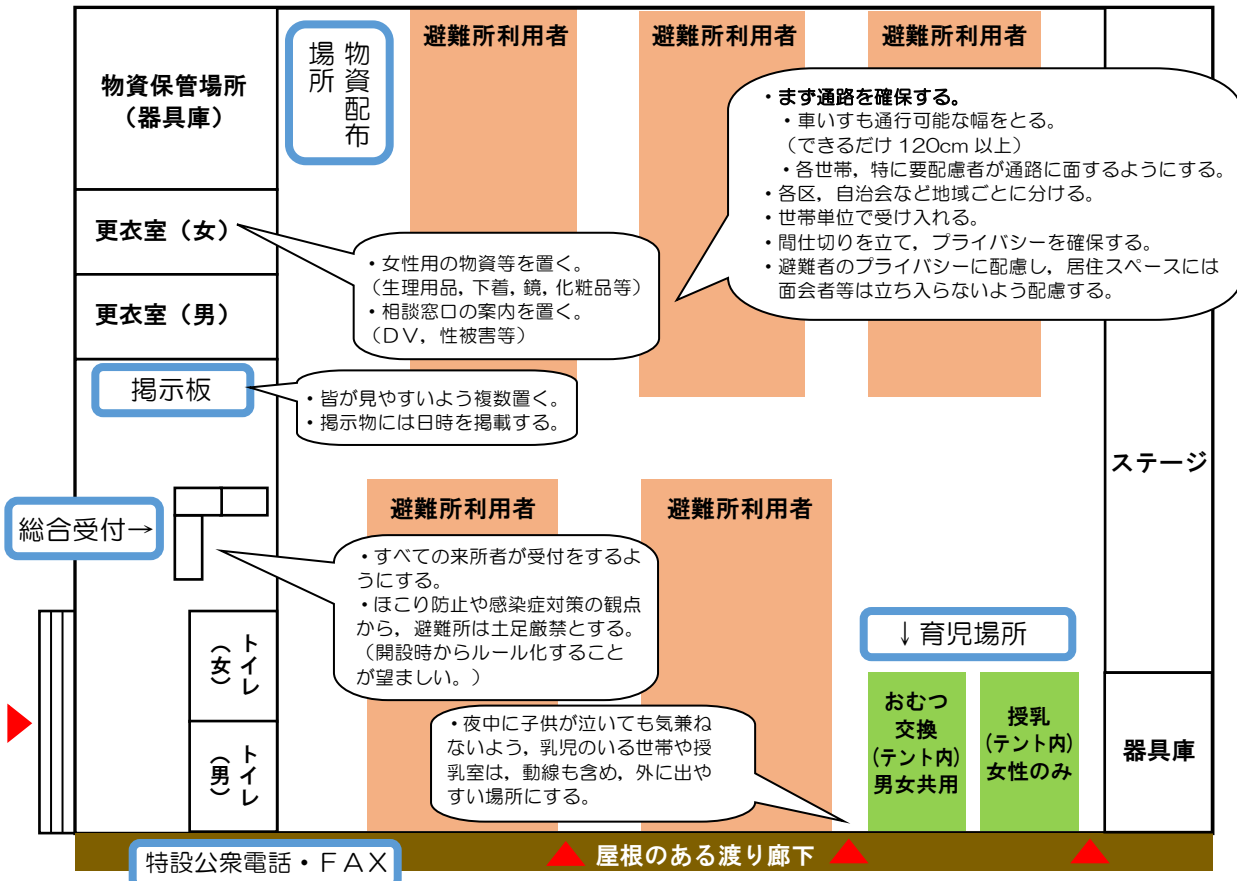 物資保管場所
（器具庫）
物資配布
場所
避難所利用者
避難所利用者
避難所利用者
・まず通路を確保する。
・車いすも通行可能な幅をとる。
（できるだけ 120cm 以上）
・各世帯，特に要配慮者が通路に面するようにする。
・各区，自治会など地域ごとに分ける。
・世帯単位で受け入れる。
・間仕切りを立て，プライバシーを確保する。
・避難者のプライバシーに配慮し，居住スペースには
面会者等は立ち入らないよう配慮する。
更衣室（女）
・女性用の物資等を置く。
（生理用品，下着，鏡，化粧品等）
・相談窓口の案内を置く。
（ＤＶ，性被害等）
更衣室（男）
掲示板
・皆が見やすいよう複数置く。
・掲示物には日時を掲載する。
ステージ
総合受付→
避難所利用者
避難所利用者
・すべての来所者が受付をするよ
うにする。
・ほこり防止や感染症対策の観点
から，避難所は土足厳禁とする。
（開設時からルール化すること
が望ましい。）
↓育児場所
トイレ
（女）
トイレ
（男）
・夜中に子供が泣いても気兼ね
ないよう，乳児のいる世帯や授
乳室は，動線も含め，外に出や
すい場所にする。
おむつ
交換
(テント内)
男女共用
授乳
(テント内)
女性のみ
器具庫
屋根のある渡り廊下
特設公衆電話・ＦＡＸ